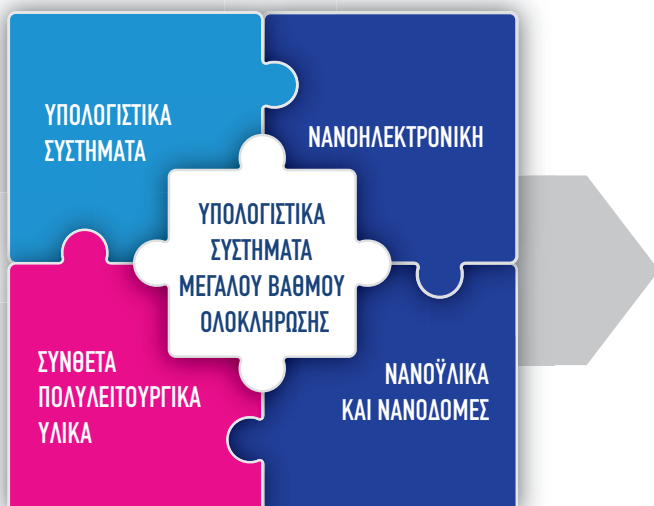 ΥΠΟΛΟΓΙΣΤΙΚΑ
ΣΥΣΤΗΜΑΤΑ
ΝΑΝΟΗΛΕΚΤΡΟΝΙΚΗ
ΥΠΟΛΟΓΙΣΤΙΚΑ
ΣΥΣΤΗΜΑΤΑ
ΜΕΓΑΛΟΥ ΒΑΘΜΟΥ
ΟΛΟΚΛΗΡΩΣΗΣ
ΣΥΝΘΕΤΑ
ΠΟΛΥΛΕΙΤΟΥΡΓΙΚΑ
ΥΛΙΚΑ
ΝΑΝΟΫΛΙΚΑ
ΚΑΙ ΝΑΝΟΔΟΜΕΣ